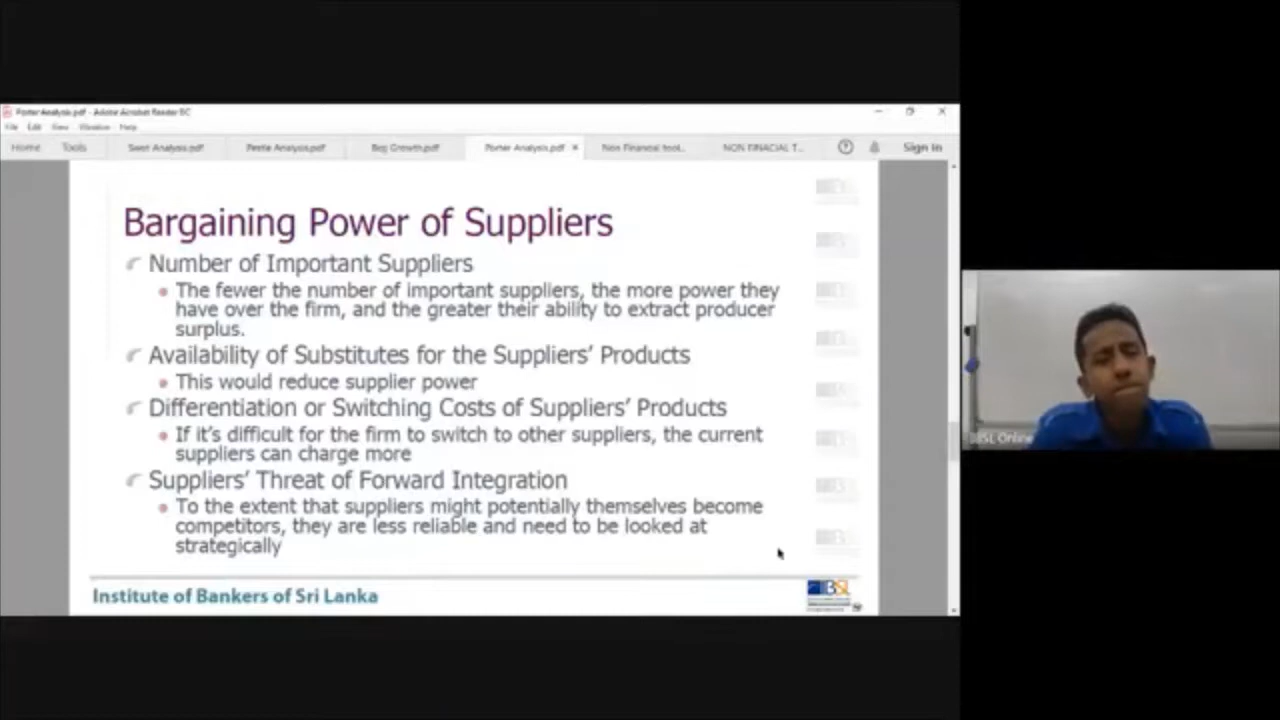 Porter Analysis.pdf - Adobe Acrobat Reader DC
File Edit View Window Help
Home Tools Swot Analysis.pdf Pestle Analysis.pdf Bcg Growth.pdf Porter Analysis.pdf × Non Financial tool... NON FINACIAL T... Sign In
Bargaining Power of Suppliers
Number of Important Suppliers
The fewer the number of important suppliers, the more power they
have over the firm, and the greater their ability to extract producer
surplus.
Availability of Substitutes for the Suppliers' Products
This would reduce supplier power
Differentiation or Switching Costs of Suppliers' Products
If it's difficult for the firm to switch to other suppliers, the current
suppliers can charge more
Suppliers' Threat of Forward Integration
To the extent that suppliers might potentially themselves become
competitors, they are less reliable and need to be looked at
strategically
Institute of Bankers of Sri Lanka
IBSL
IBSL Online